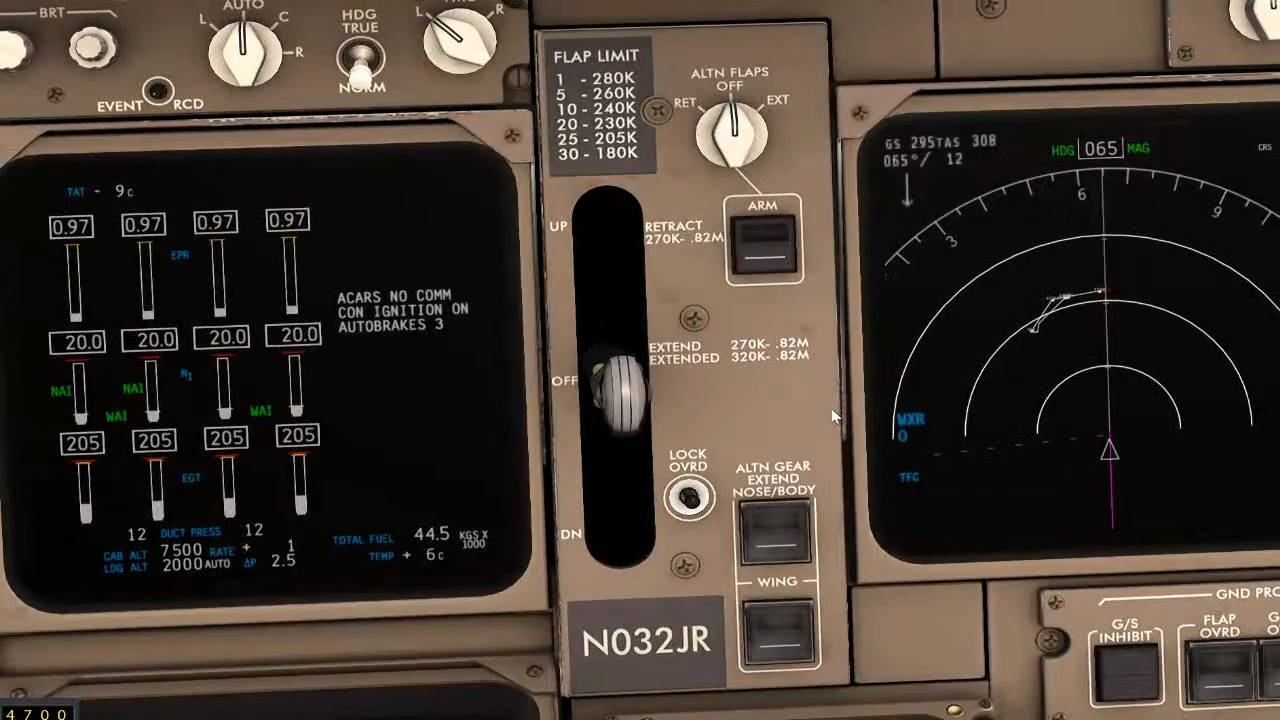 BRT
L
AUTO
C
R
HDG
TRUE
NORM
L
R
EVENT
RCD
TAT - 9c
0.97 0.97 0.97 0.97
EPR
20.0 20.0 20.0 20.0
N1
NAI NAI
WAI WAI
205 205 205 205
EGT
12 DUCT PRESS 12
CAB ALT 7500 RATE + 1
LDG ALT 2000AUTO ΔP 2.5
ACARS NO COMM
CON IGNITION ON
AUTOBRAKES 3
TOTAL FUEL 44.5 KGS X
1000
TEMP + 6c
4700
FLAP LIMIT
1 - 280K
5 - 260K
10 - 240K
20 - 230K
25 - 205K
30 - 180K
ALTN FLAPS
OFF
RET
EXT
ARM
UP
RETRACT
270K- .82M
EXTEND 270K- .82M
EXTENDED 320K- .82M
OFF
LOCK
OVRD
DN
ALTN GEAR
EXTEND
NOSE/BODY
WING
N032JR
GS 295TAS 308
065°/ 12
HDG 065 MAG
CRS
3
6
9
WXR
0
TFC
GND PRO
G/S
INHIBIT
FLAP
OVRD